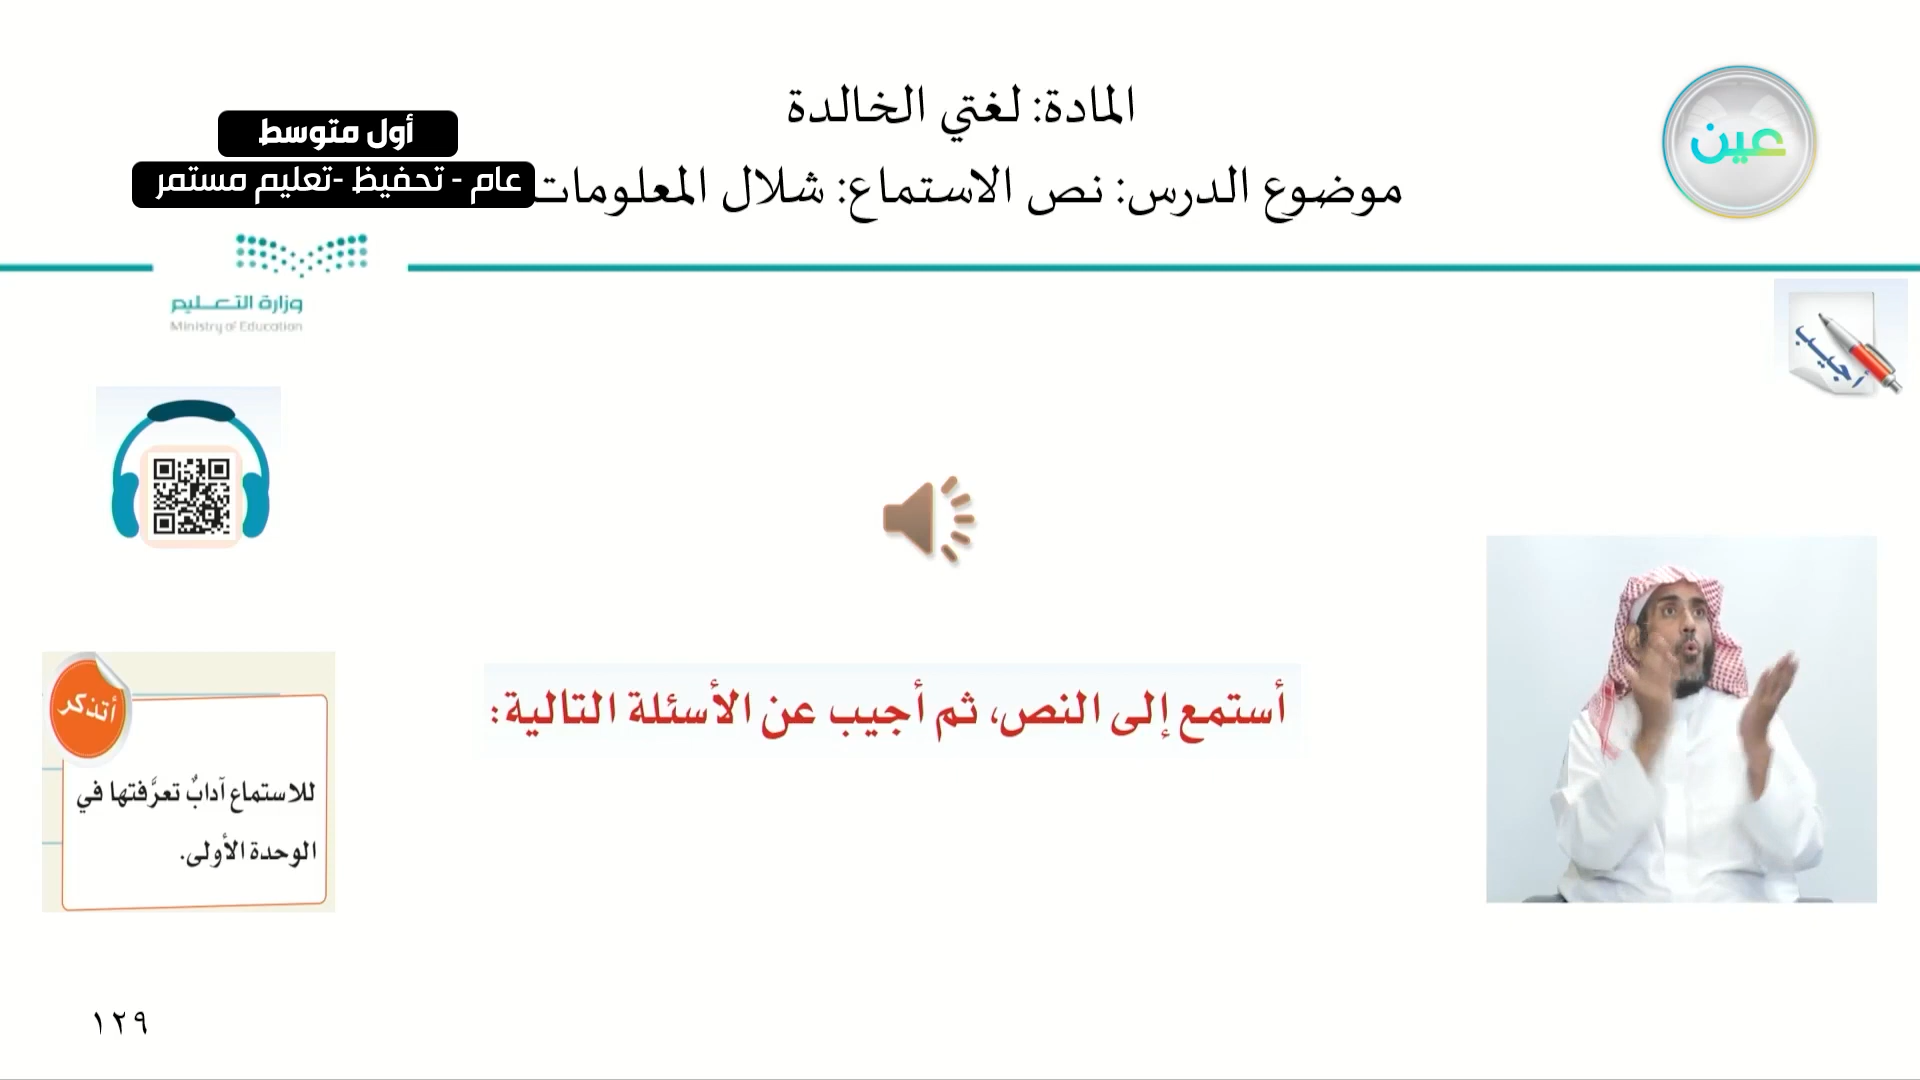 المادة: لغتي الخالدة
موضوع الدرس: نص الاستماع: شلال المعلومات
أول متوسط
عام - تحفيظ -تعليم مستمر
عين
وزارة التعليم
Ministry of Education
أجيب
أستمع إلى النص، ثم أجيب عن الأسئلة التالية:
أتذكر
للاستماع آدابٌ تعرَّفتها في
الوحدة الأولى.
١٢٩